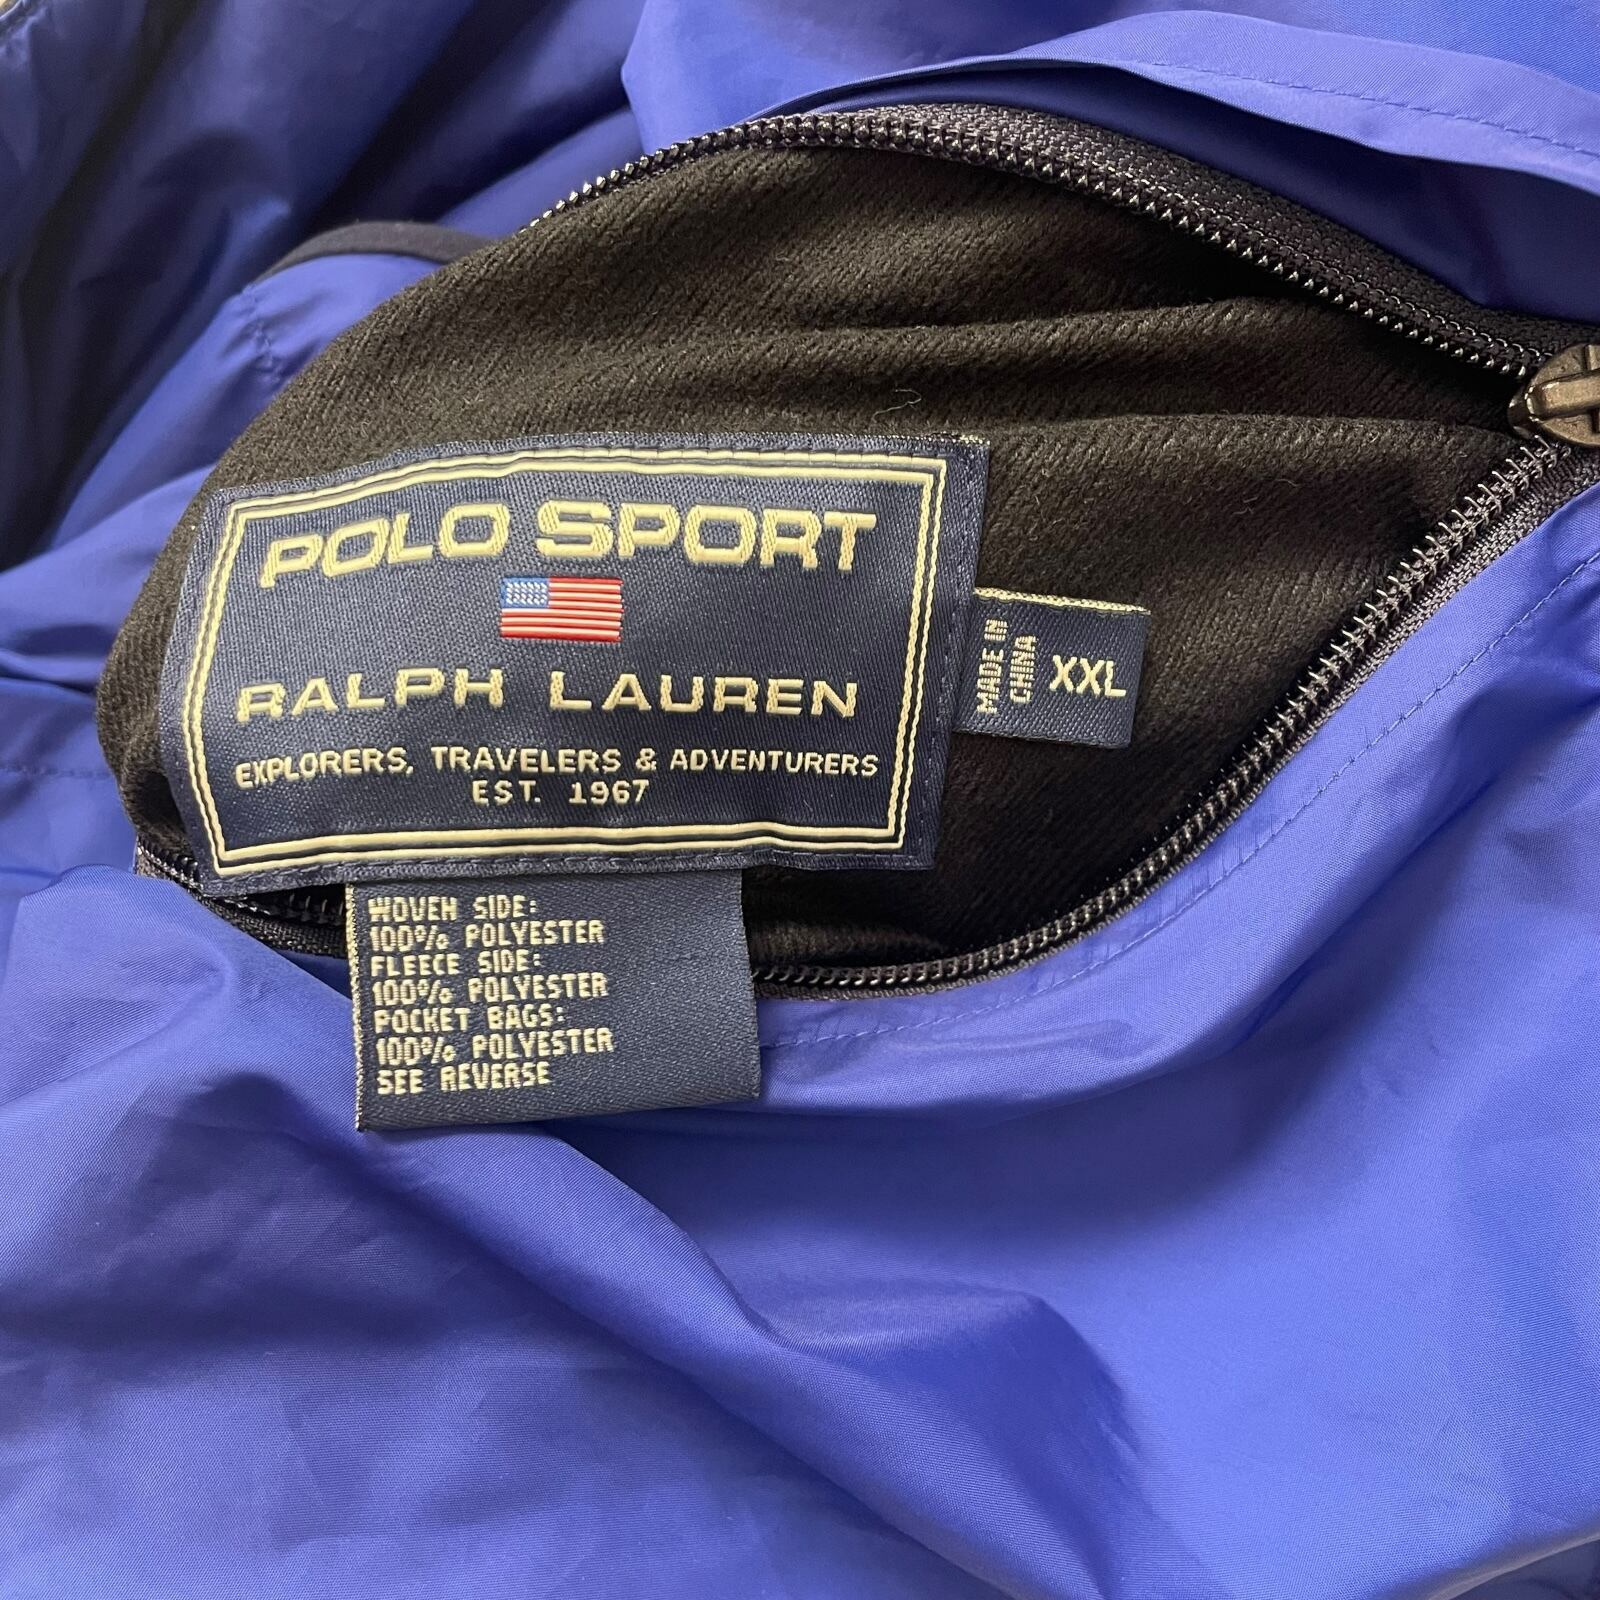 POLO SPORT
RALPH LAUREN
EXPLORERS, TRAVELERS & ADVENTURERS
EST. 1967
MADE IN
CHINA
XXL
WOVEN SIDE:
100% POLYESTER
FLEECE SIDE:
100% POLYESTER
POCKET BAGS:
100% POLYESTER
SEE REVERSE